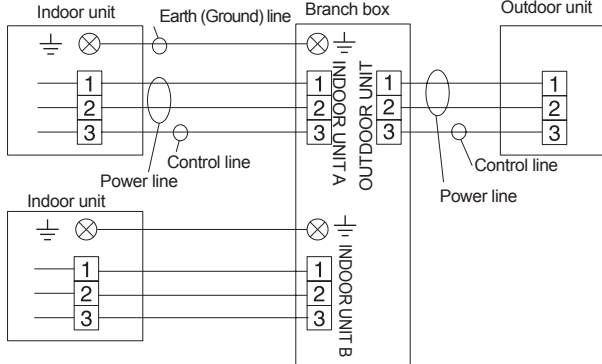 Indoor unit
Earth (Ground) line
Branch box
Outdoor unit
1
2
3
1
2
3
INDOOR UNIT A
OUTDOOR UNIT
1
2
3
1
2
3
Control line
Power line
Control line
Power line
Indoor unit
1
2
3
1
2
3
INDOOR UNIT B